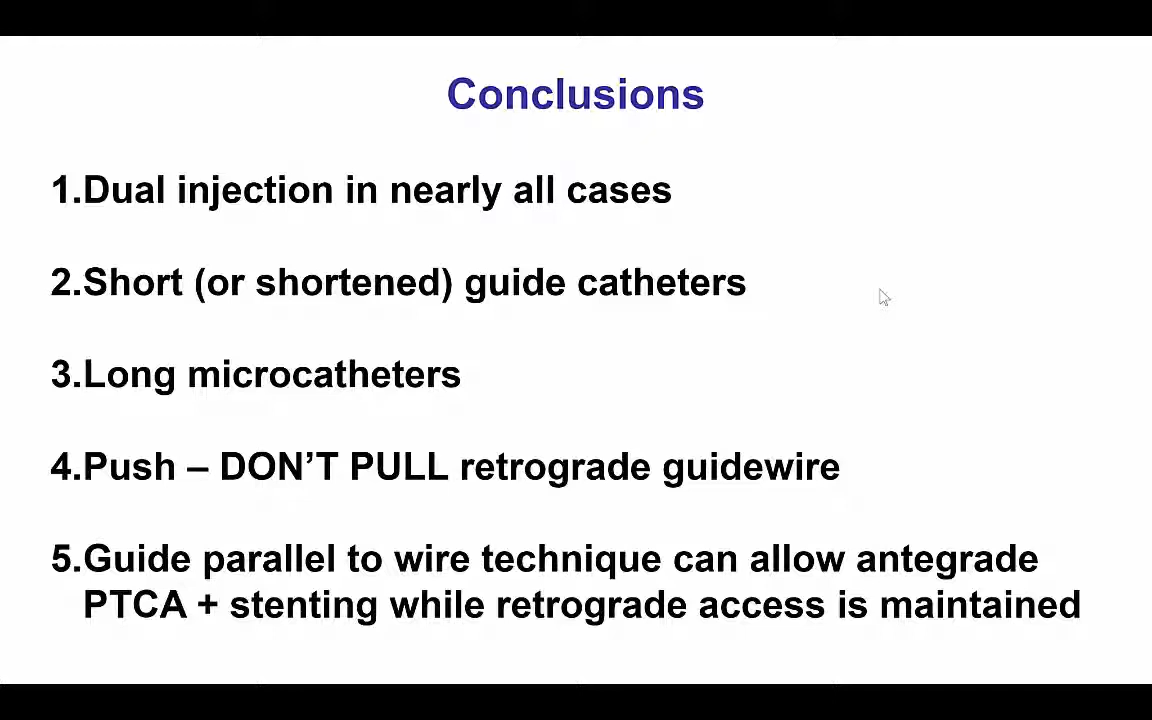 Conclusions
1.Dual injection in nearly all cases
2.Short (or shortened) guide catheters
3.Long microcatheters
4.Push – DON’T PULL retrograde guidewire
5.Guide parallel to wire technique can allow antegrade
PTCA + stenting while retrograde access is maintained